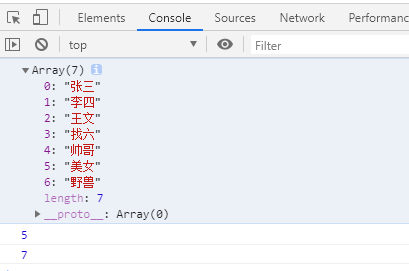 Elements Console Sources Network Performance
top Filter
Array(7) i
0: "张三"
1: "李四"
2: "王文"
3: "找六"
4: "帅哥"
5: "美女"
6: "野兽"
length: 7
__proto__: Array(0)
5
7